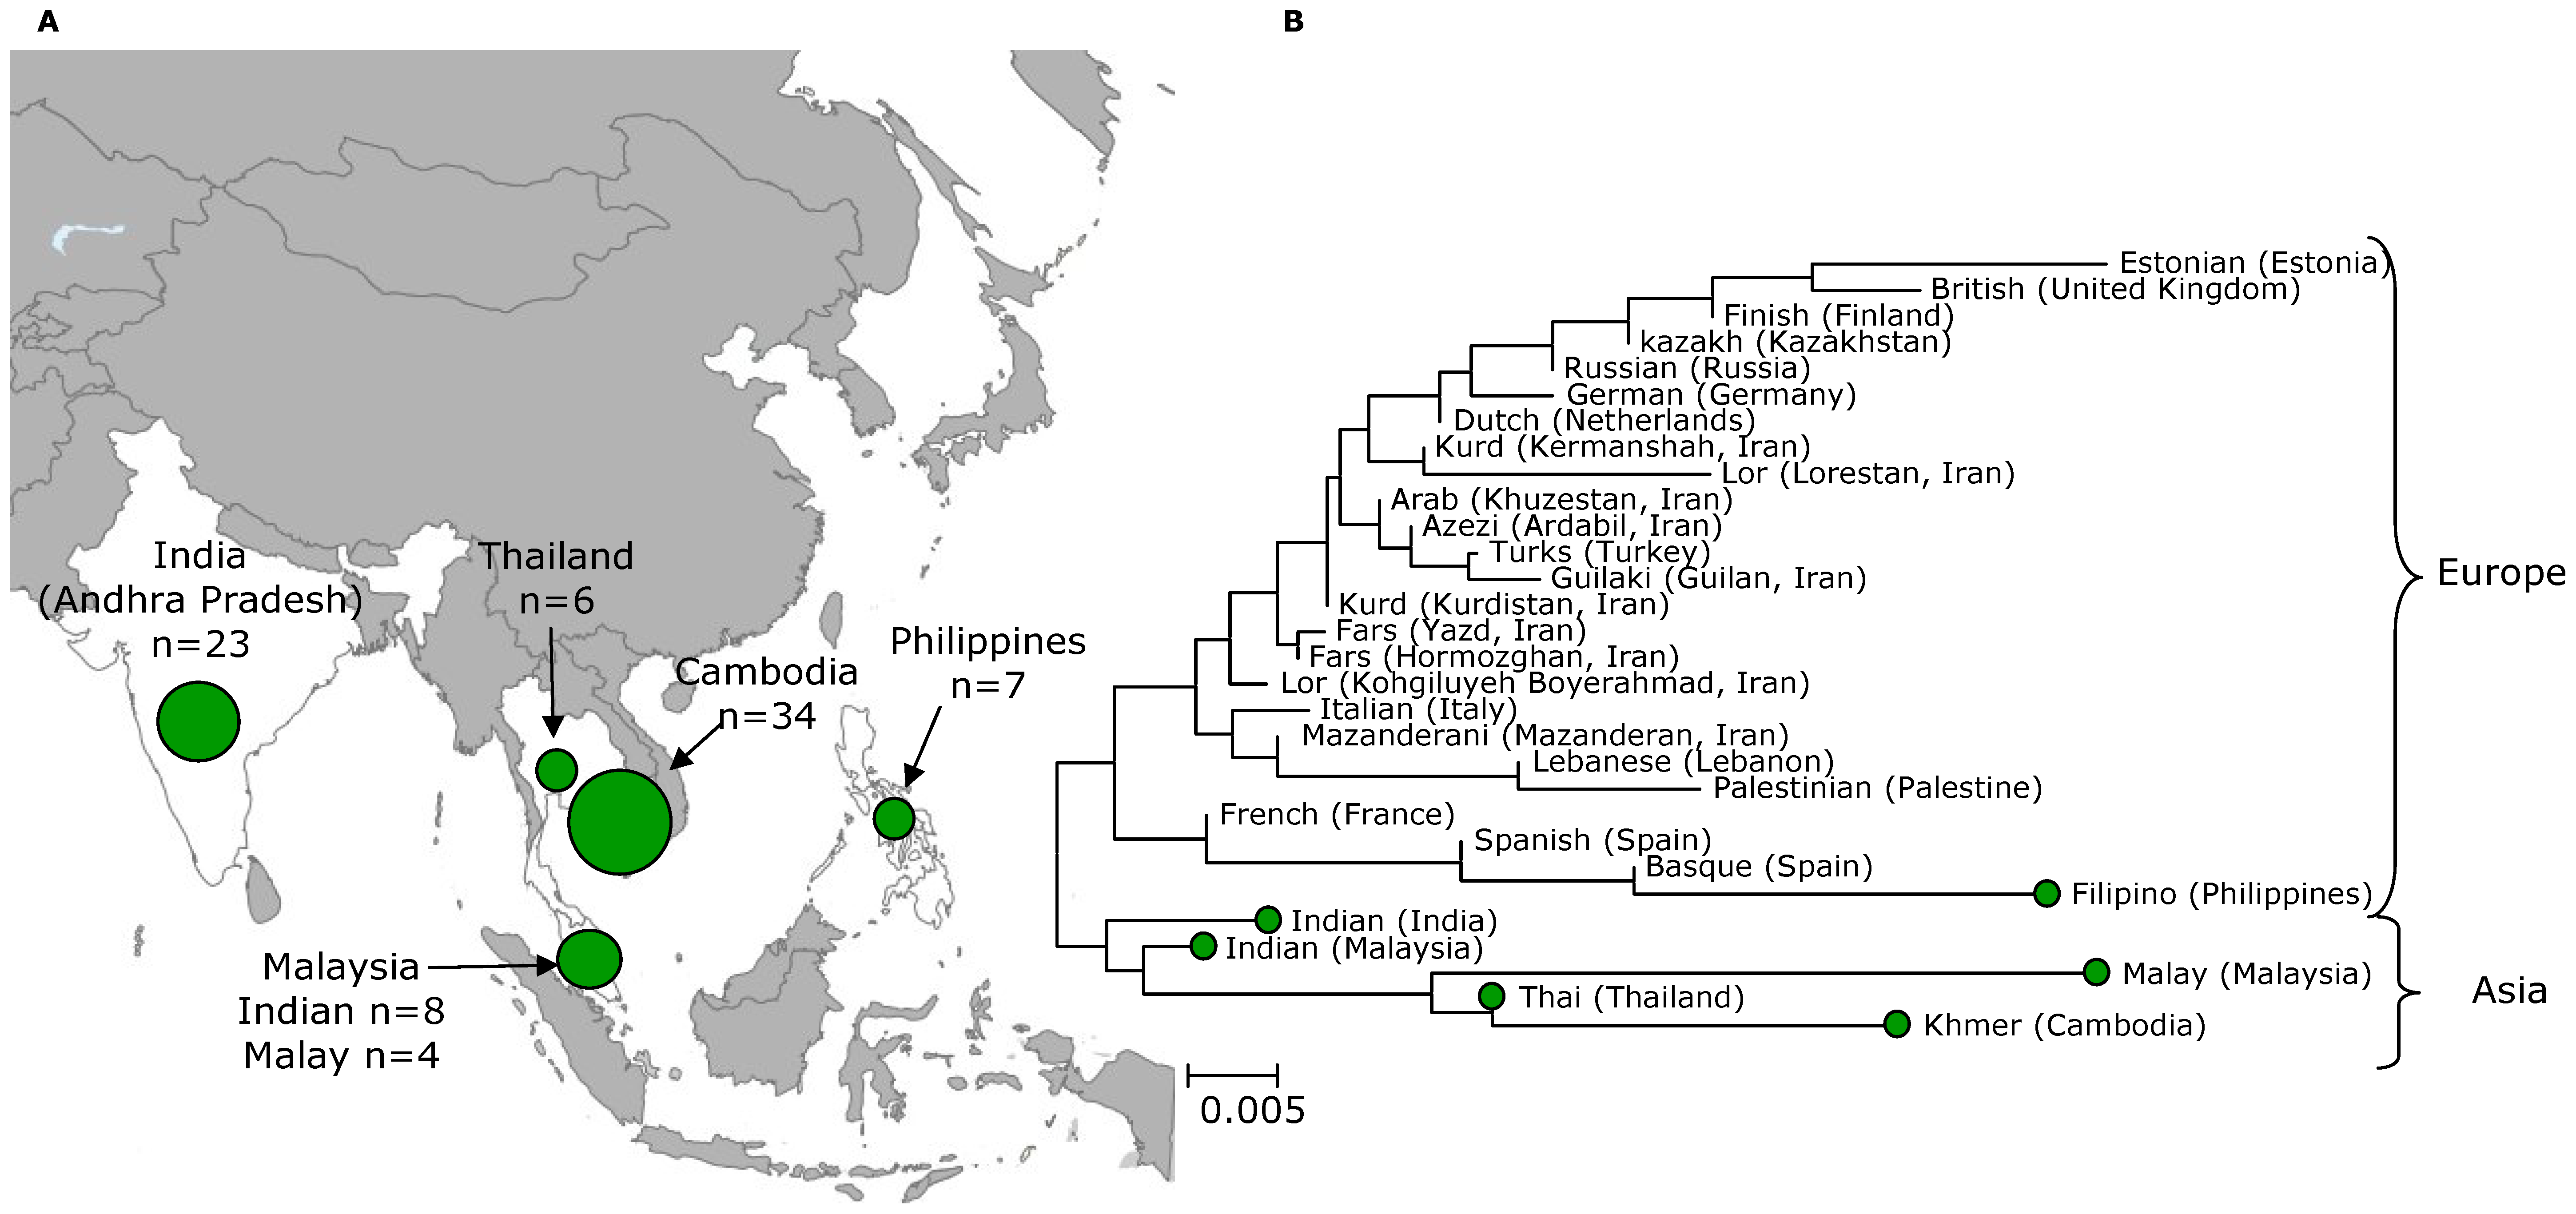 A
India
(Andhra Pradesh)
n=23
Thailand
n=6
Cambodia
n=34
Philippines
n=7
Malaysia
Indian n=8
Malay n=4
B
Estonian (Estonia)
British (United Kingdom)
Finish (Finland)
kazakh (Kazakhstan)
Russian (Russia)
German (Germany)
Dutch (Netherlands)
Kurd (Kermanshah, Iran)
Lor (Lorestan, Iran)
Arab (Khuzestan, Iran)
Azezi (Ardabil, Iran)
Turks (Turkey)
Guilaki (Guilan, Iran)
Kurd (Kurdistan, Iran)
Fars (Yazd, Iran)
Fars (Hormozghan, Iran)
Lor (Kohgiluyeh Boyerahmad, Iran)
Italian (Italy)
Mazanderani (Mazanderan, Iran)
Lebanese (Lebanon)
Palestinian (Palestine)
French (France)
Spanish (Spain)
Basque (Spain)
Filipino (Philippines)
Indian (India)
Indian (Malaysia)
Malay (Malaysia)
Thai (Thailand)
Khmer (Cambodia)
Europe
Asia
0.005